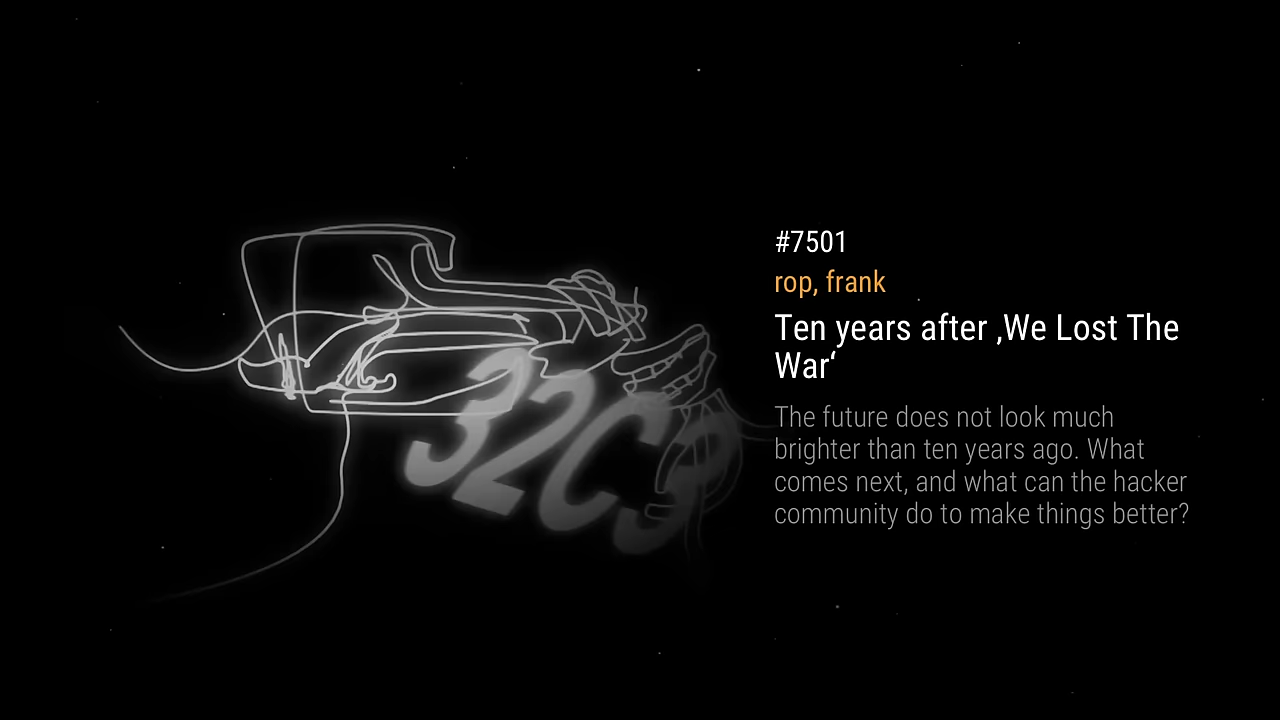 #7501
rop, frank
Ten years after ‚We Lost The
War‘
The future does not look much
brighter than ten years ago. What
comes next, and what can the hacker
community do to make things better?
32C3